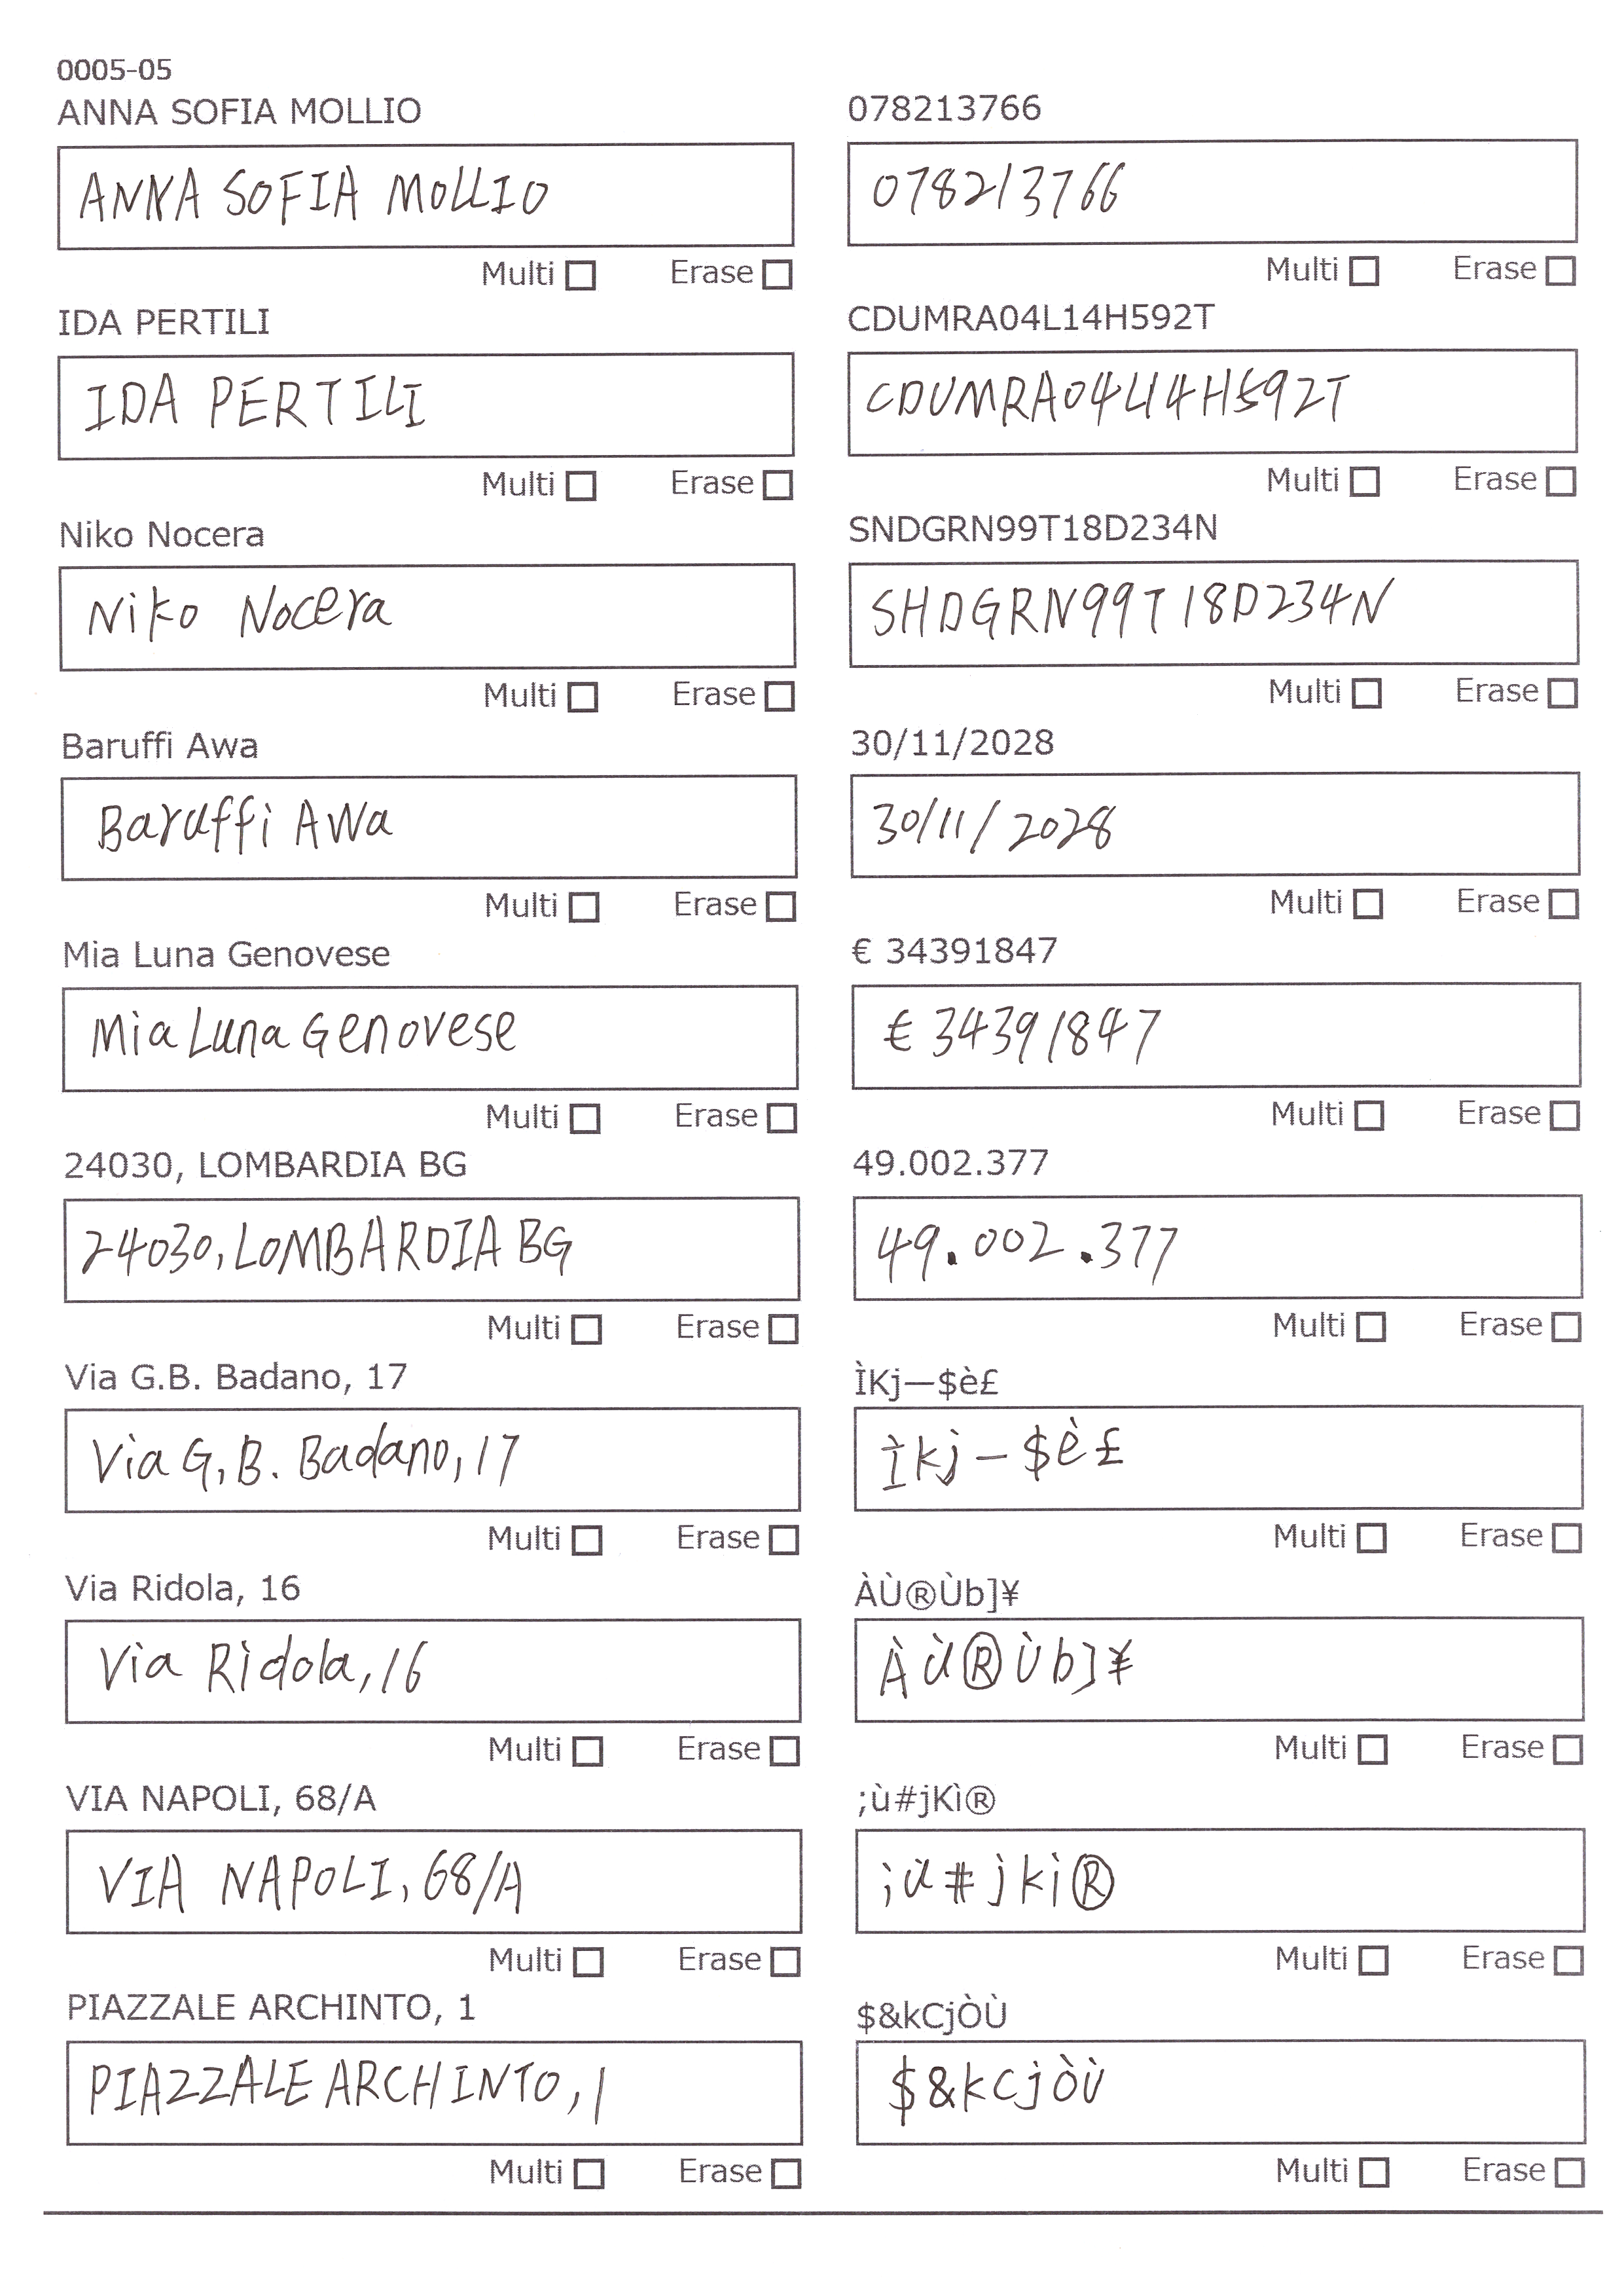 0005-05
ANNA SOFIA MOLLIO
ANNA SOFIA MOLLIO
Multi Erase
IDA PERTILI
IDA PERTILI
Multi Erase
Niko Nocera
Niko Nocera
Multi Erase
Baruffi Awa
Baruffi Awa
Multi Erase
Mia Luna Genovese
Mia Luna Genovese
Multi Erase
24030, LOMBARDIA BG
24030, LOMBARDIA BG
Multi Erase
Via G.B. Badano, 17
Via G,B. Badano, 17
Multi Erase
Via Ridola, 16
Via Ridola, 16
Multi Erase
VIA NAPOLI, 68/A
VIA NAPOLI, 68/A
Multi Erase
PIAZZALE ARCHINTO, 1
PIAZZALE ARCHINTO, 1
Multi Erase
078213766
078213766
Multi Erase
CDUMRA04L14H592T
CDUMRA04L14H592T
Multi Erase
SNDGRN99T18D234N
SHDGRN99T18D234N
Multi Erase
30/11/2028
30/11/2028
Multi Erase
€ 34391847
€ 34391847
Multi Erase
49.002.377
49.002.377
Multi Erase
ÌKj—$è£
Ìkj—$è£
Multi Erase
ÀÙ®Ùb]¥
Àù®Ùb]¥
Multi Erase
;ù#jKì®
;ù#jkì®
Multi Erase
$&kCjÒÙ
$&kCjÒÙ
Multi Erase